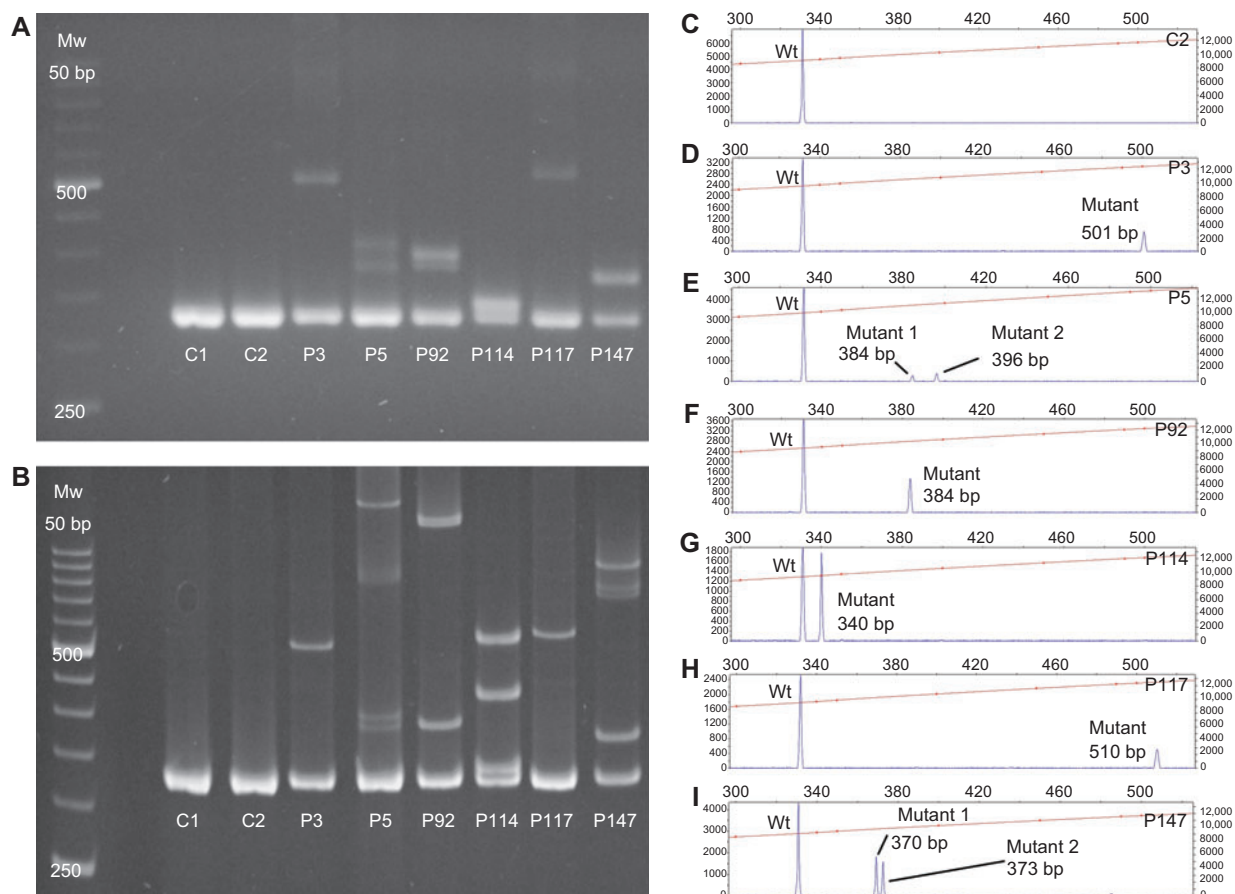 A
Mw
50 bp
500
250
C1 C2 P3 P5 P92 P114 P117 P147
B
Mw
50 bp
500
250
C1 C2 P3 P5 P92 P114 P117 P147
C
300 340 380 420 460 500
C2
Wt
6000
5000
4000
3000
2000
1000
0
12,000
10,000
8000
6000
4000
2000
0
D
300 340 380 420 460 500
P3
Wt
Mutant
501 bp
3200
2800
2400
2000
1600
1200
800
400
0
12,000
10,000
8000
6000
4000
2000
0
E
300 340 380 420 460 500
P5
Wt
Mutant 1
384 bp
Mutant 2
396 bp
4000
3000
2000
1000
0
12,000
10,000
8000
6000
4000
2000
0
F
300 340 380 420 460 500
P92
Wt
Mutant
384 bp
3600
3200
2800
2400
2000
1600
1200
800
400
0
12,000
10,000
8000
6000
4000
2000
0
G
300 340 380 420 460 500
P114
Wt
Mutant
340 bp
1800
1600
1400
1200
1000
800
600
400
200
0
12,000
10,000
8000
6000
4000
2000
0
H
300 340 380 420 460 500
P117
Wt
Mutant
510 bp
2400
2000
1600
1200
800
400
0
12,000
10,000
8000
6000
4000
2000
0
I
300 340 380 420 460 500
P147
Wt
Mutant 1
370 bp
Mutant 2
373 bp
4000
3000
2000
1000
0
12,000
10,000
8000
6000
4000
2000
0